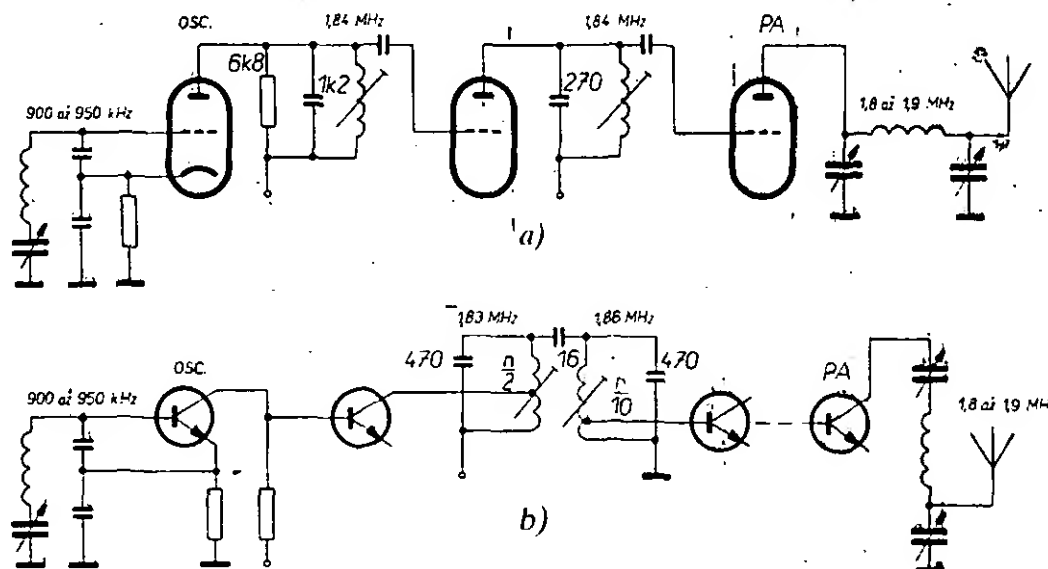 OSC.
1,84 MHz
1,84 MHz
PA
6k8
1k2
270
900 až 950 kHz
1,8 až 1,9 MHz
a)
1,83 MHz
1,86 MHz
470
n/2
16
n/10
470
OSC.
PA
900 až 950 kHz
1,8 až 1,9 MH
b)